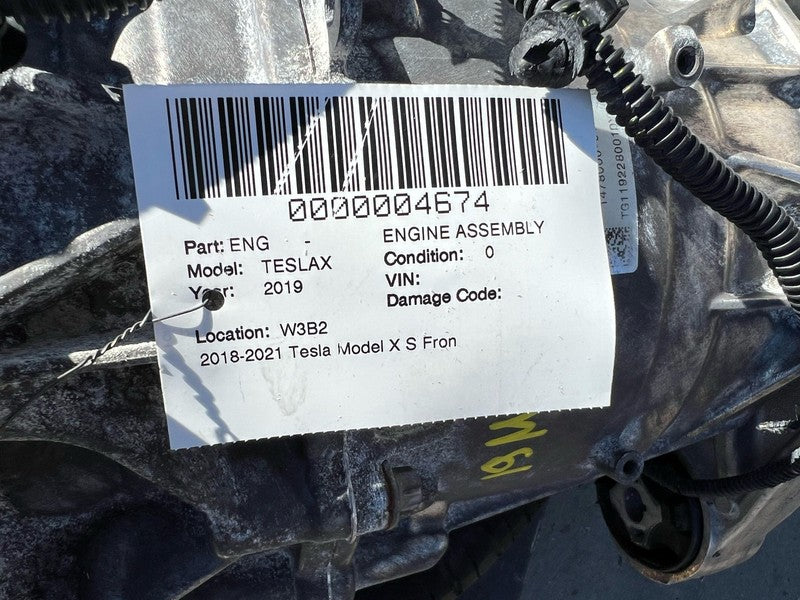 0000004674
Part: ENG - ENGINE ASSEMBLY
Model: TESLAX Condition: 0
Year: 2019 VIN:
Damage Code:
Location: W3B2
2018-2021 Tesla Model X S Fron
19 M